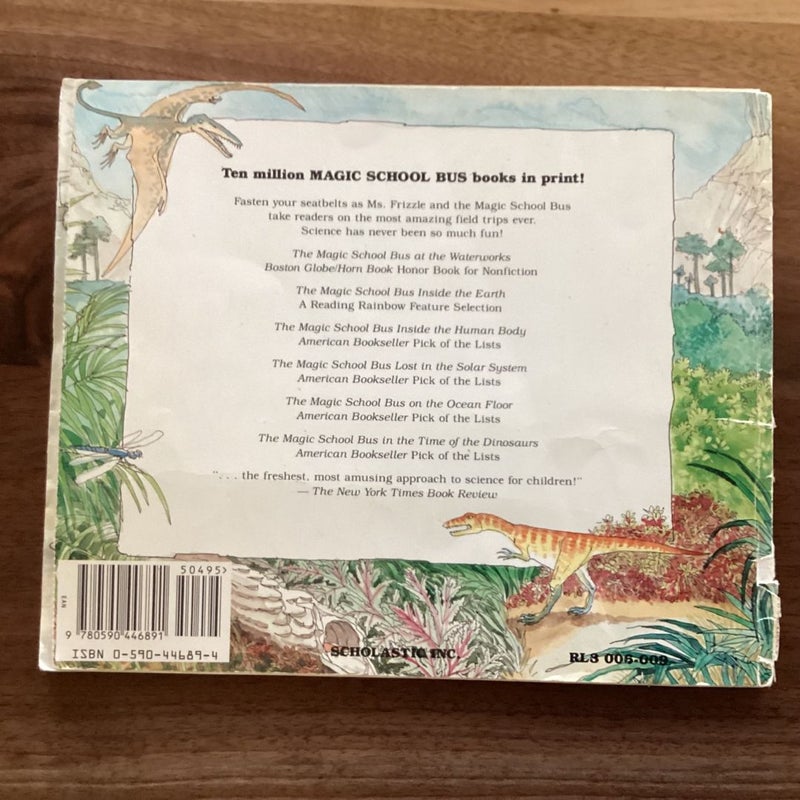 Ten million MAGIC SCHOOL BUS books in print!
Fasten your seatbelts as Ms. Frizzle and the Magic School Bus
take readers on the most amazing field trips ever.
Science has never been so much fun!
The Magic School Bus at the Waterworks
Boston Globe/Horn Book Honor Book for Nonfiction
The Magic School Bus Inside the Earth
A Reading Rainbow Feature Selection
The Magic School Bus Inside the Human Body
American Bookseller Pick of the Lists
The Magic School Bus Lost in the Solar System
American Bookseller Pick of the Lists
The Magic School Bus on the Ocean Floor
American Bookseller Pick of the Lists
The Magic School Bus in the Time of the Dinosaurs
American Bookseller Pick of the Lists
". . . the freshest, most amusing approach to science for children!"
— The New York Times Book Review
50495>
EAN
9 780590 446891
ISBN 0-590-44689-4
SCHOLASTIC INC.
RL3 006-009